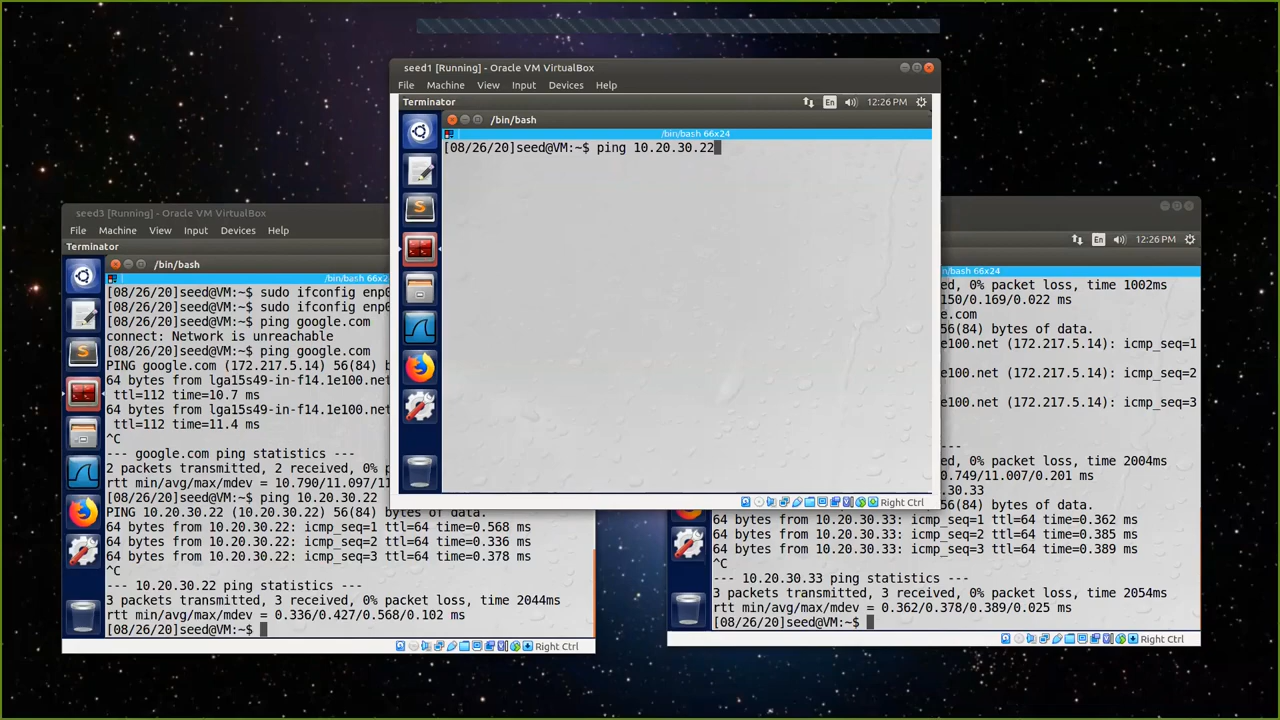 seed1 [Running] - Oracle VM VirtualBox
File Machine View Input Devices Help
Terminator En 12:26 PM
/bin/bash
/bin/bash 66x24
[08/26/20]seed@VM:~$ ping 10.20.30.22
Right Ctrl
seed3 [Running] - Oracle VM VirtualBox
File Machine View Input Devices Help
Terminator
/bin/bash
/bin/bash 66x2
[08/26/20]seed@VM:~$ sudo ifconfig enp0
[08/26/20]seed@VM:~$ sudo ifconfig enp0
[08/26/20]seed@VM:~$ ping google.com
connect: Network is unreachable
[08/26/20]seed@VM:~$ ping google.com
PING google.com (172.217.5.14) 56(84) b
64 bytes from lga15s49-in-f14.1e100.net
ttl=112 time=10.7 ms
64 bytes from lga15s49-in-f14.1e100.net
ttl=112 time=11.4 ms
^C
--- google.com ping statistics ---
2 packets transmitted, 2 received, 0% p
rtt min/avg/max/mdev = 10.790/11.097/11
[08/26/20]seed@VM:~$ ping 10.20.30.22
PING 10.20.30.22 (10.20.30.22) 56(84) bytes of data.
64 bytes from 10.20.30.22: icmp_seq=1 ttl=64 time=0.568 ms
64 bytes from 10.20.30.22: icmp_seq=2 ttl=64 time=0.336 ms
64 bytes from 10.20.30.22: icmp_seq=3 ttl=64 time=0.378 ms
^C
--- 10.20.30.22 ping statistics ---
3 packets transmitted, 3 received, 0% packet loss, time 2044ms
rtt min/avg/max/mdev = 0.336/0.427/0.568/0.102 ms
[08/26/20]seed@VM:~$
Right Ctrl
En 12:26 PM
bash 66x24
ed, 0% packet loss, time 1002ms
150/0.169/0.022 ms
com
56(84) bytes of data.
e100.net (172.217.5.14): icmp_seq=1
e100.net (172.217.5.14): icmp_seq=2
e100.net (172.217.5.14): icmp_seq=3
---
ed, 0% packet loss, time 2004ms
.749/11.007/0.201 ms
30.33
0.33) 56(84) bytes of data.
64 bytes from 10.20.30.33: icmp_seq=1 ttl=64 time=0.362 ms
64 bytes from 10.20.30.33: icmp_seq=2 ttl=64 time=0.385 ms
64 bytes from 10.20.30.33: icmp_seq=3 ttl=64 time=0.389 ms
^C
--- 10.20.30.33 ping statistics ---
3 packets transmitted, 3 received, 0% packet loss, time 2054ms
rtt min/avg/max/mdev = 0.362/0.378/0.389/0.025 ms
[08/26/20]seed@VM:~$
Right Ctrl